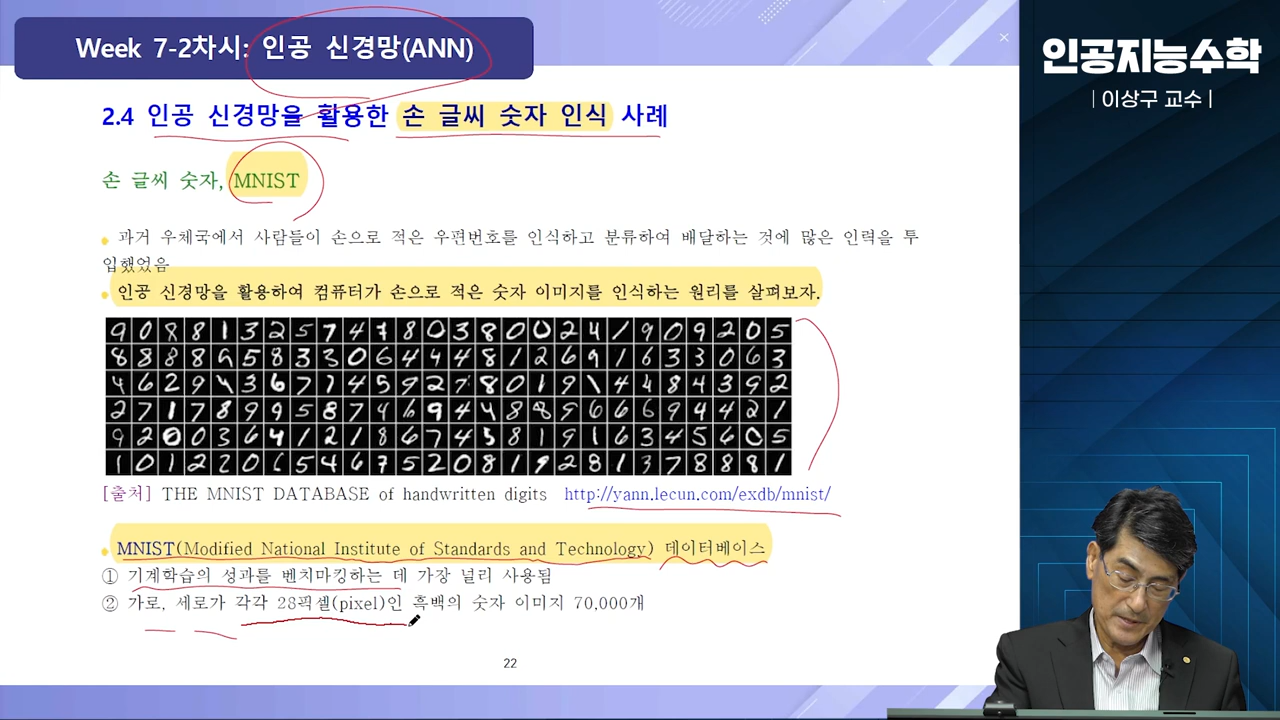 Week 7-2차시: 인공 신경망(ANN)
인공지능수학
| 이상구 교수 |
2.4 인공 신경망을 활용한 손 글씨 숫자 인식 사례
손 글씨 숫자, MNIST
과거 우체국에서 사람들이 손으로 적은 우편번호를 인식하고 분류하여 배달하는 것에 많은 인력을 투
입했었음
인공 신경망을 활용하여 컴퓨터가 손으로 적은 숫자 이미지를 인식하는 원리를 살펴보자.
[출처] THE MNIST DATABASE of handwritten digits http://yann.lecun.com/exdb/mnist/
MNIST(Modified National Institute of Standards and Technology) 데이터베이스
① 기계학습의 성과를 벤치마킹하는 데 가장 널리 사용됨
② 가로, 세로가 각각 28픽셀(pixel)인 흑백의 숫자 이미지 70,000개
22